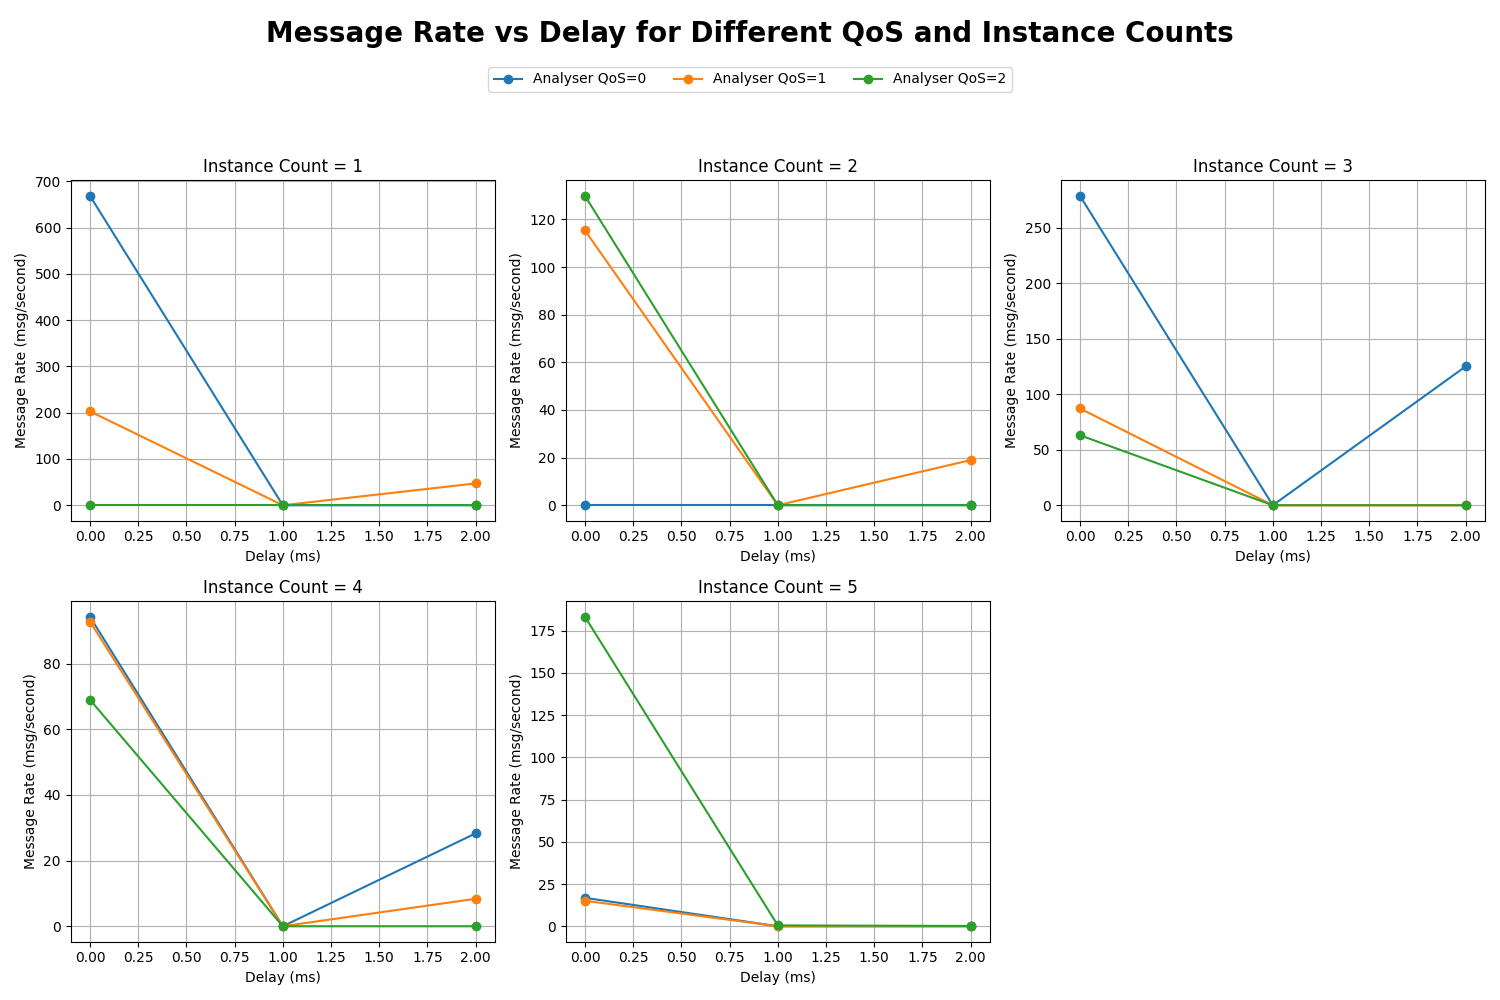 Message Rate vs Delay for Different QoS and Instance Counts
Analyser QoS=0 Analyser QoS=1 Analyser QoS=2
Instance Count = 1
Message Rate (msg/second)
700
600
500
400
300
200
100
0
0.00 0.25 0.50 0.75 1.00 1.25 1.50 1.75 2.00
Delay (ms)
Instance Count = 2
Message Rate (msg/second)
120
100
80
60
40
20
0
0.00 0.25 0.50 0.75 1.00 1.25 1.50 1.75 2.00
Delay (ms)
Instance Count = 3
Message Rate (msg/second)
250
200
150
100
50
0
0.00 0.25 0.50 0.75 1.00 1.25 1.50 1.75 2.00
Delay (ms)
Instance Count = 4
Message Rate (msg/second)
80
60
40
20
0
0.00 0.25 0.50 0.75 1.00 1.25 1.50 1.75 2.00
Delay (ms)
Instance Count = 5
Message Rate (msg/second)
175
150
125
100
75
50
25
0
0.00 0.25 0.50 0.75 1.00 1.25 1.50 1.75 2.00
Delay (ms)